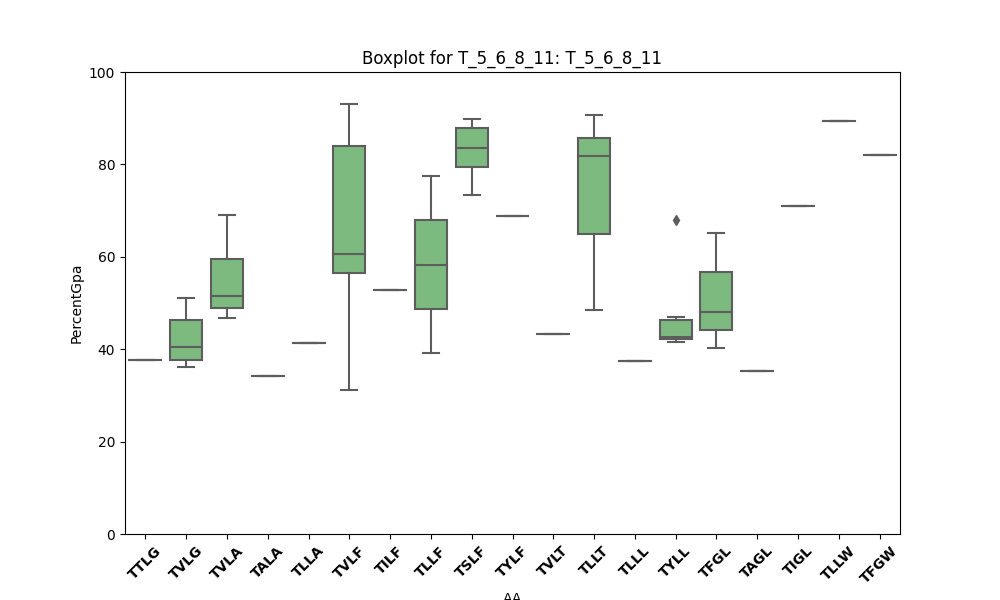 Boxplot for T_5_6_8_11: T_5_6_8_11
100
80
60
40
20
0
PercentGpa
TTLG TVLG TVLA TALA TLLA TVLF TILF TLLF TSLF TYLF TVLT TLLT TLLL TYLL TFGL TAGL TIGL TLLW TFGW
AA